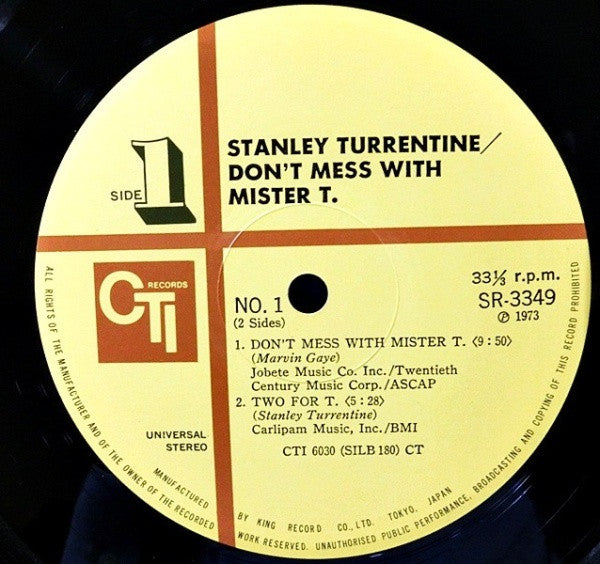 STANLEY TURRENTINE/
DON'T MESS WITH
MISTER T.
SIDE 1
CTI RECORDS
33⅓ r.p.m.
NO. 1
SR-3349
(2 Sides)
Ⓟ 1973
1. DON'T MESS WITH MISTER T. 〈9:50〉
(Marvin Gaye)
Jobete Music Co. Inc./Twentieth
Century Music Corp./ASCAP
2. TWO FOR T. 〈5:28〉
(Stanley Turrentine)
Carlipam Music, Inc./BMI
CTI 6030 (SILB 180) CT
UNIVERSAL
STEREO
MANUFACTURED BY KING RECORD CO., LTD. TOKYO, JAPAN
ALL RIGHTS OF THE MANUFACTURER AND OF THE OWNER OF THE RECORDED WORK RESERVED. UNAUTHORISED PUBLIC PERFORMANCE, BROADCASTING AND COPYING OF THIS RECORD PROHIBITED